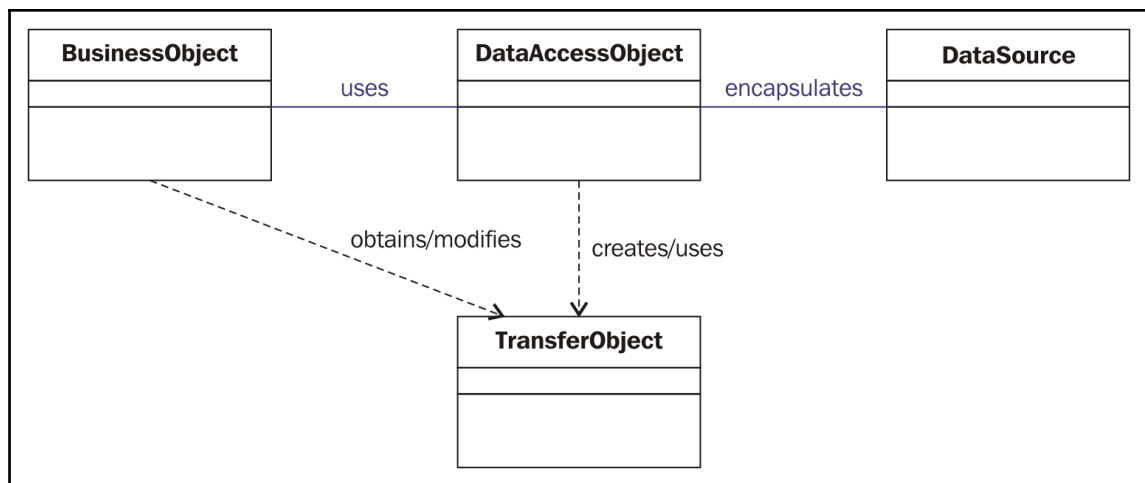 BusinessObject
uses
DataAccessObject
encapsulates
DataSource
obtains/modifies
creates/uses
TransferObject